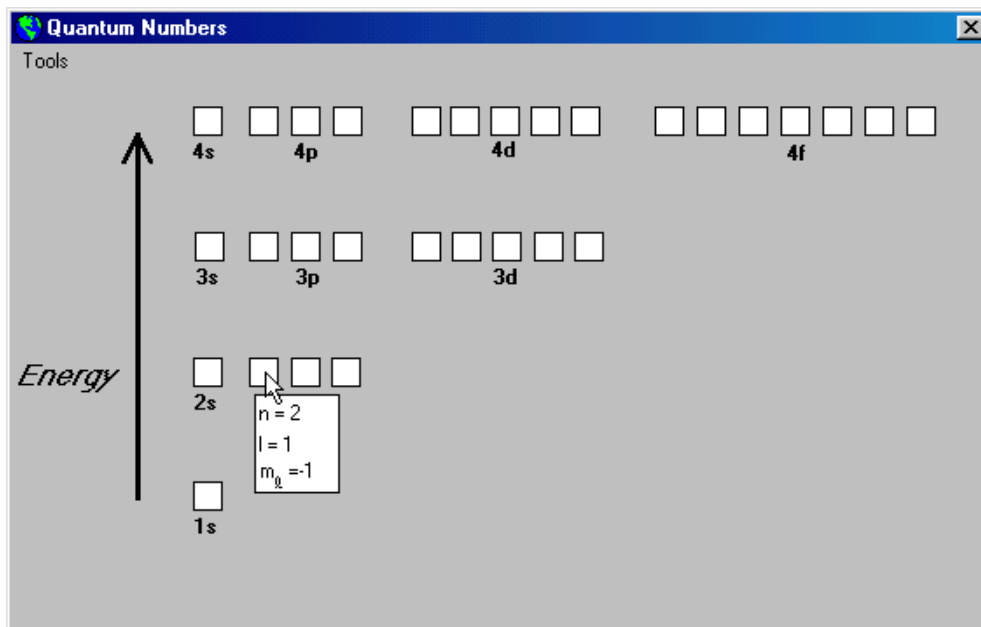 Quantum Numbers
Tools
4s 4p 4d 4f
3s 3p 3d
Energy
2s
n = 2
l = 1
mℓ =-1
1s